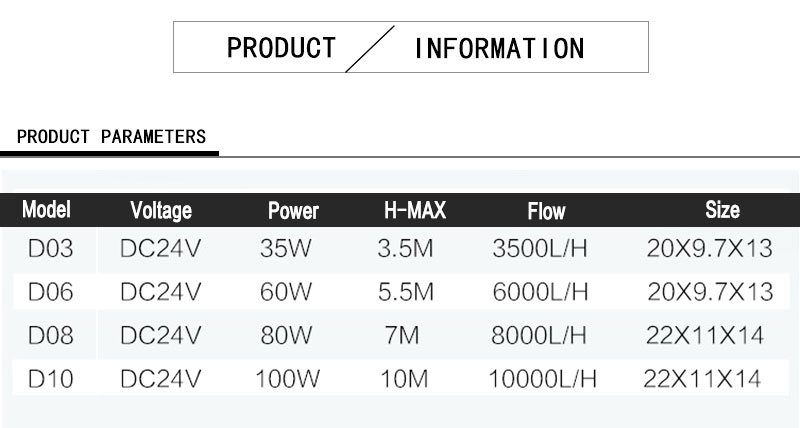 PRODUCT / INFORMATION
PRODUCT PARAMETERS
Model Voltage Power H-MAX Flow Size
D03 DC24V 35W 3.5M 3500L/H 20X9.7X13
D06 DC24V 60W 5.5M 6000L/H 20X9.7X13
D08 DC24V 80W 7M 8000L/H 22X11X14
D10 DC24V 100W 10M 10000L/H 22X11X14